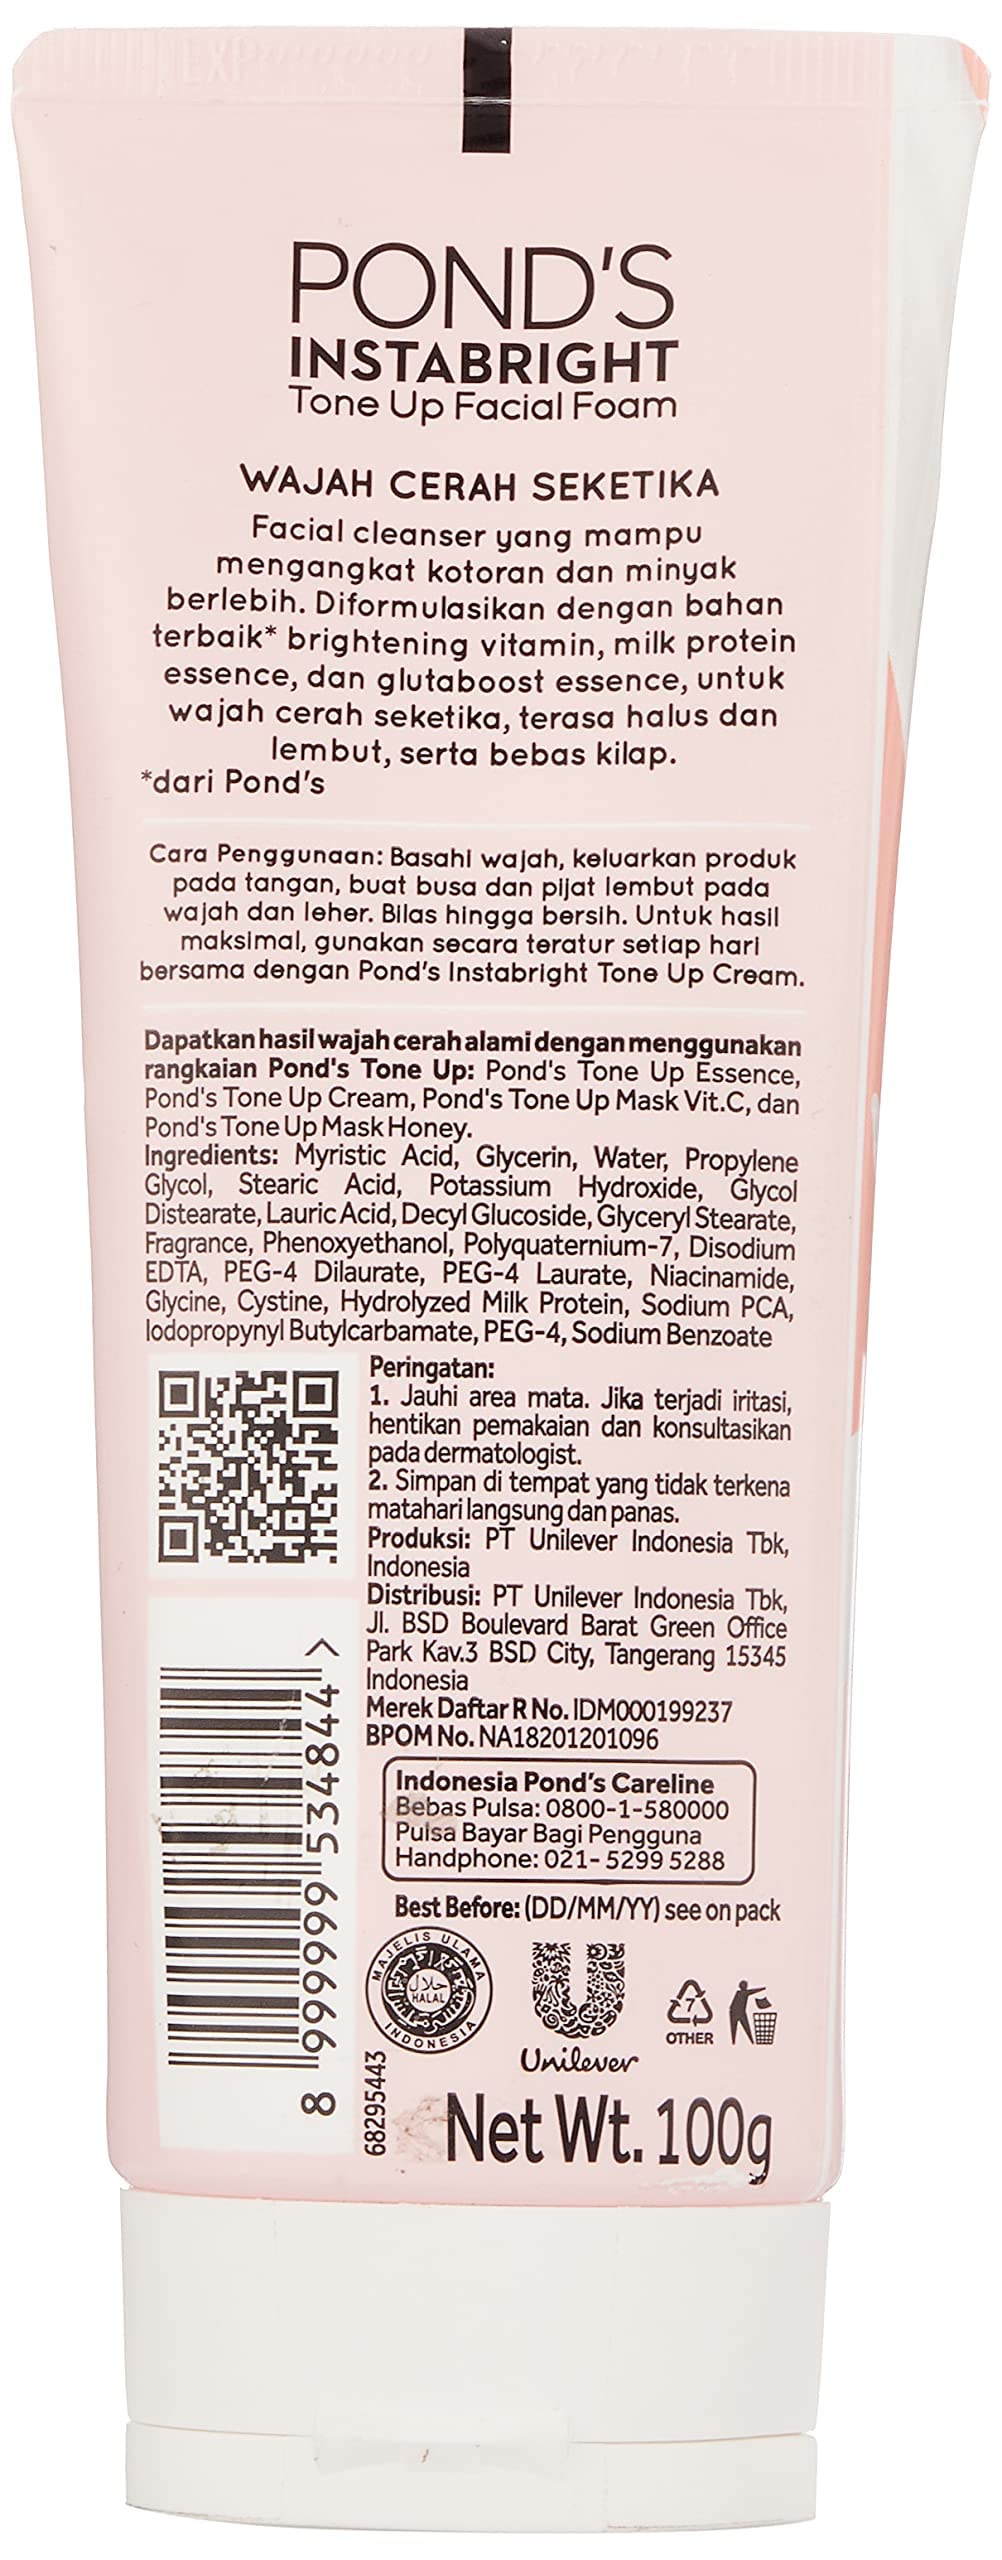 EXP
POND'S
INSTABRIGHT
Tone Up Facial Foam
WAJAH CERAH SEKETIKA
Facial cleanser yang mampu
mengangkat kotoran dan minyak
berlebih. Diformulasikan dengan bahan
terbaik* brightening vitamin, milk protein
essence, dan glutaboost essence, untuk
wajah cerah seketika, terasa halus dan
lembut, serta bebas kilap.
*dari Pond's
Cara Penggunaan: Basahi wajah, keluarkan produk
pada tangan, buat busa dan pijat lembut pada
wajah dan leher. Bilas hingga bersih. Untuk hasil
maksimal, gunakan secara teratur setiap hari
bersama dengan Pond's Instabright Tone Up Cream.
Dapatkan hasil wajah cerah alami dengan menggunakan
rangkaian Pond's Tone Up: Pond's Tone Up Essence,
Pond's Tone Up Cream, Pond's Tone Up Mask Vit.C, dan
Pond's Tone Up Mask Honey.
Ingredients: Myristic Acid, Glycerin, Water, Propylene
Glycol, Stearic Acid, Potassium Hydroxide, Glycol
Distearate, Lauric Acid, Decyl Glucoside, Glyceryl Stearate,
Fragrance, Phenoxyethanol, Polyquaternium-7, Disodium
EDTA, PEG-4 Dilaurate, PEG-4 Laurate, Niacinamide,
Glycine, Cystine, Hydrolyzed Milk Protein, Sodium PCA,
Iodopropynyl Butylcarbamate, PEG-4, Sodium Benzoate
Peringatan:
1. Jauhi area mata. Jika terjadi iritasi,
hentikan pemakaian dan konsultasikan
pada dermatologist.
2. Simpan di tempat yang tidak terkena
matahari langsung dan panas.
Produksi: PT Unilever Indonesia Tbk,
Indonesia
Distribusi: PT Unilever Indonesia Tbk,
Jl. BSD Boulevard Barat Green Office
Park Kav.3 BSD City, Tangerang 15345
Indonesia
Merek Daftar R No. IDM000199237
BPOM No. NA18201201096
Indonesia Pond's Careline
Bebas Pulsa: 0800-1-580000
Pulsa Bayar Bagi Pengguna
Handphone: 021- 5299 5288
Best Before: (DD/MM/YY) see on pack
8 999999 534844 >
MAJELIS ULAMA
حلال
HALAL
INDONESIA
Unilever
7
OTHER
68295443
Net Wt. 100g